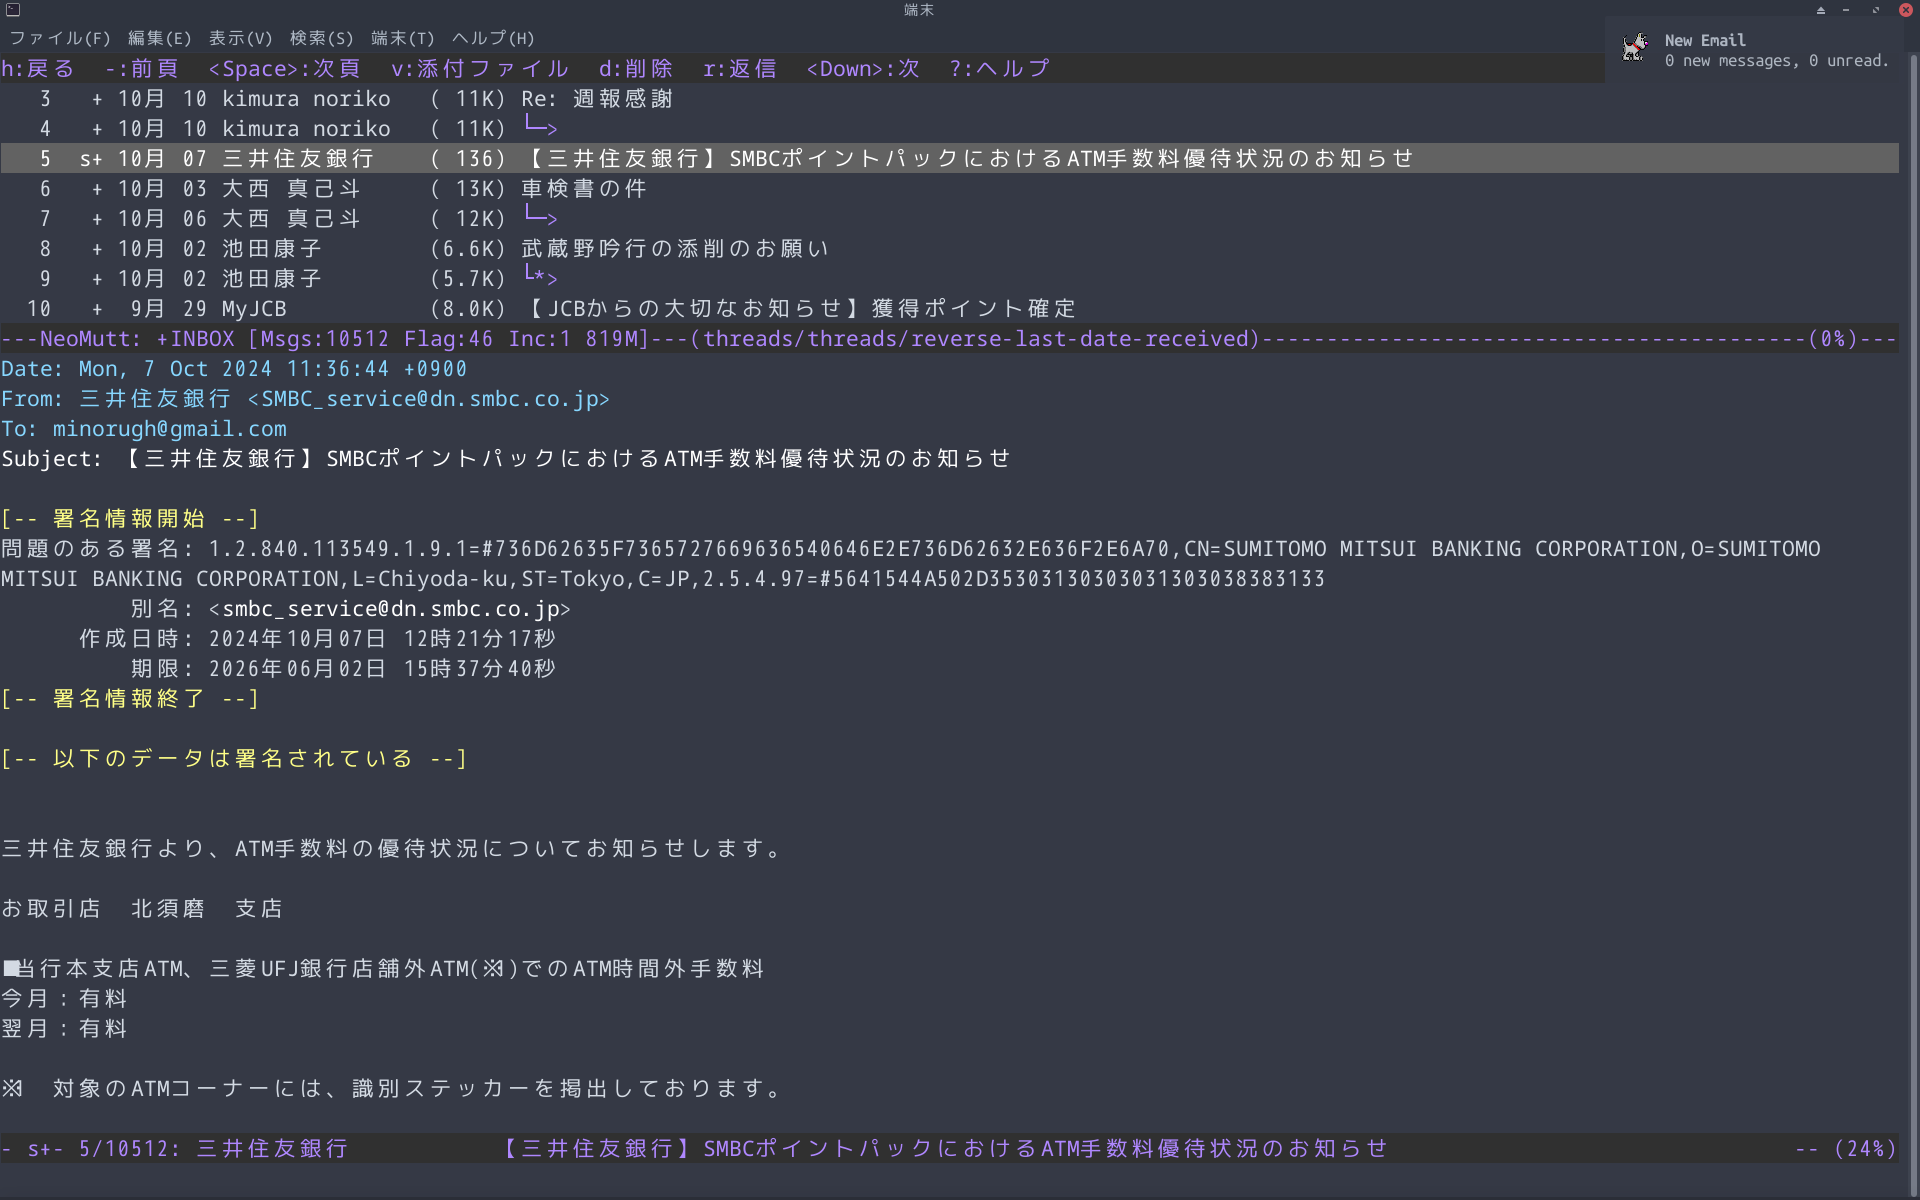 端末
ファイル(F) 編集(E) 表示(V) 検索(S) 端末(T) ヘルプ(H)
New Email
0 new messages, 0 unread.
h:戻る -:前頁 <Space>:次頁 v:添付ファイル d:削除 r:返信 <Down>:次 ?:ヘルプ
3 + 10月 10 kimura noriko ( 11K) Re: 週報感謝
4 + 10月 10 kimura noriko ( 11K) └─>
5 s+ 10月 07 三井住友銀行 ( 136) 【三井住友銀行】SMBCポイントパックにおけるATM手数料優待状況のお知らせ
6 + 10月 03 大西 真己斗 ( 13K) 車検書の件
7 + 10月 06 大西 真己斗 ( 12K) └─>
8 + 10月 02 池田康子 (6.6K) 武蔵野吟行の添削のお願い
9 + 10月 02 池田康子 (5.7K) └*>
10 + 9月 29 MyJCB (8.0K) 【JCBからの大切なお知らせ】獲得ポイント確定
---NeoMutt: +INBOX [Msgs:10512 Flag:46 Inc:1 819M]---(threads/threads/reverse-last-date-received)------------------------------------------(0%)---
Date: Mon, 7 Oct 2024 11:36:44 +0900
From: 三井住友銀行 <SMBC_service@dn.smbc.co.jp>
To: minorugh@gmail.com
Subject: 【三井住友銀行】SMBCポイントパックにおけるATM手数料優待状況のお知らせ
[-- 署名情報開始 --]
問題のある署名: 1.2.840.113549.1.9.1=#736D62635F7365727669636540646E2E736D62632E636F2E6A70,CN=SUMITOMO MITSUI BANKING CORPORATION,O=SUMITOMO
MITSUI BANKING CORPORATION,L=Chiyoda-ku,ST=Tokyo,C=JP,2.5.4.97=#5641544A502D35303130303031303038383133
別名: <smbc_service@dn.smbc.co.jp>
作成日時: 2024年10月07日 12時21分17秒
期限: 2026年06月02日 15時37分40秒
[-- 署名情報終了 --]
[-- 以下のデータは署名されている --]
三井住友銀行より、ATM手数料の優待状況についてお知らせします。
お取引店 北須磨 支店
■当行本支店ATM、三菱UFJ銀行店舗外ATM(※)でのATM時間外手数料
今月：有料
翌月：有料
※ 対象のATMコーナーには、識別ステッカーを掲出しております。
- s+- 5/10512: 三井住友銀行 【三井住友銀行】SMBCポイントパックにおけるATM手数料優待状況のお知らせ -- (24%)